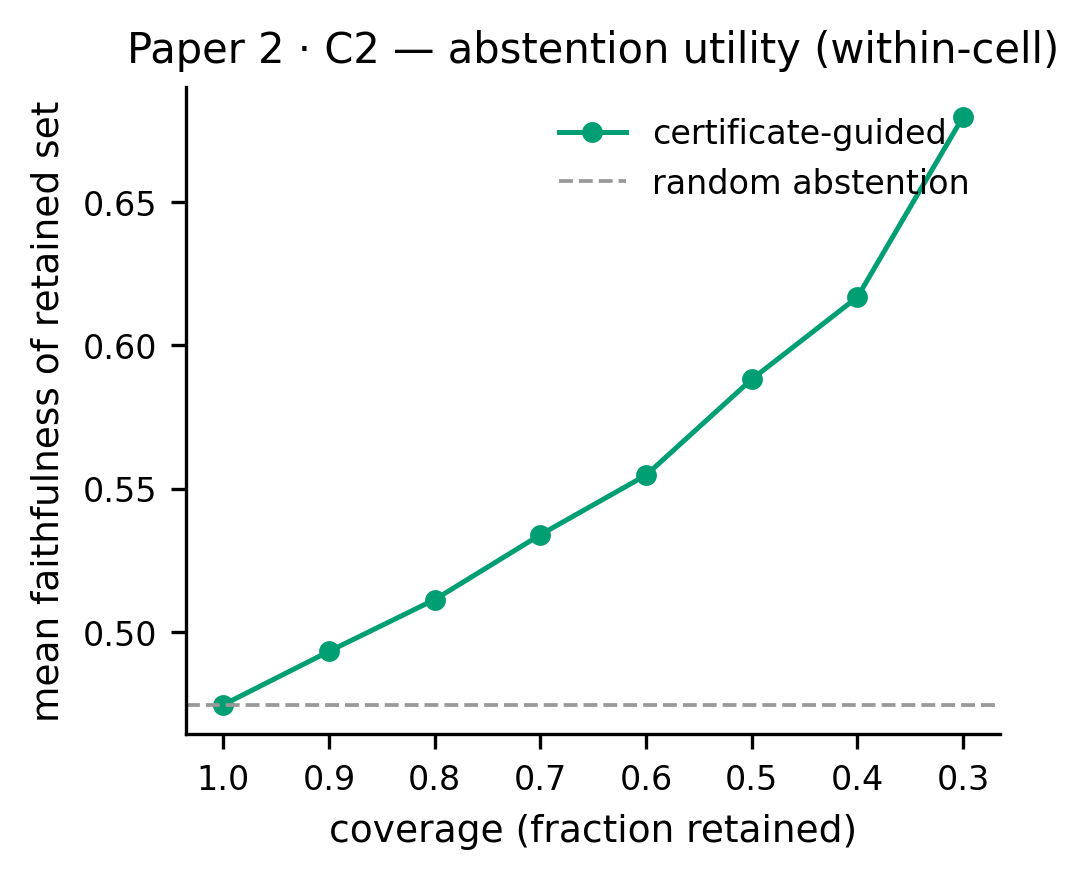 Paper 2 · C2 — abstention utility (within-cell)
certificate-guided
random abstention
mean faithfulness of retained set
0.65
0.60
0.55
0.50
1.0 0.9 0.8 0.7 0.6 0.5 0.4 0.3
coverage (fraction retained)